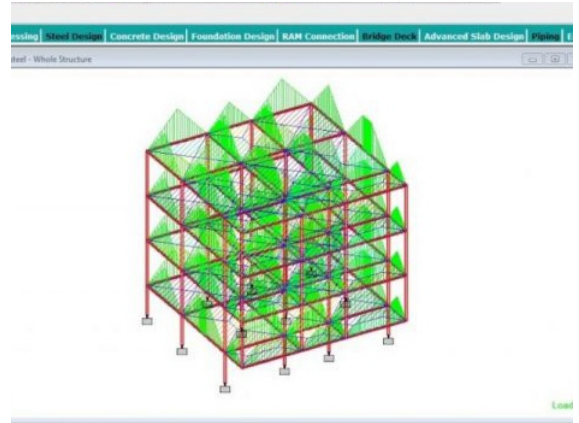 essing Steel Design Concrete Design Foundation Design RAM Connection Bridge Deck Advanced Slab Design Piping E
teel - Whole Structure
Load